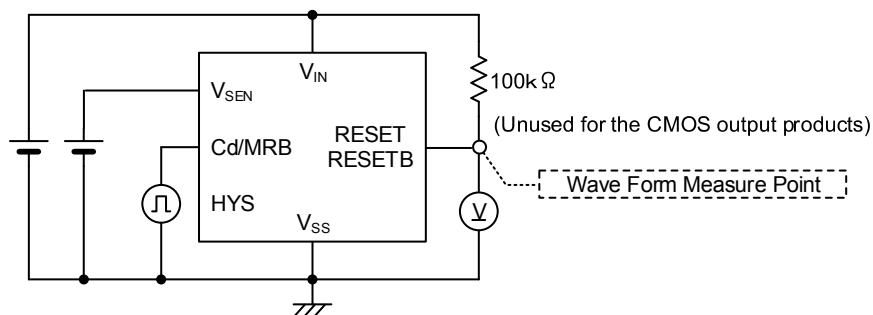 V_IN
V_SEN
100kΩ
(Unused for the CMOS output products)
Cd/MRB
RESET
RESETB
Wave Form Measure Point
HYS
V
V_SS